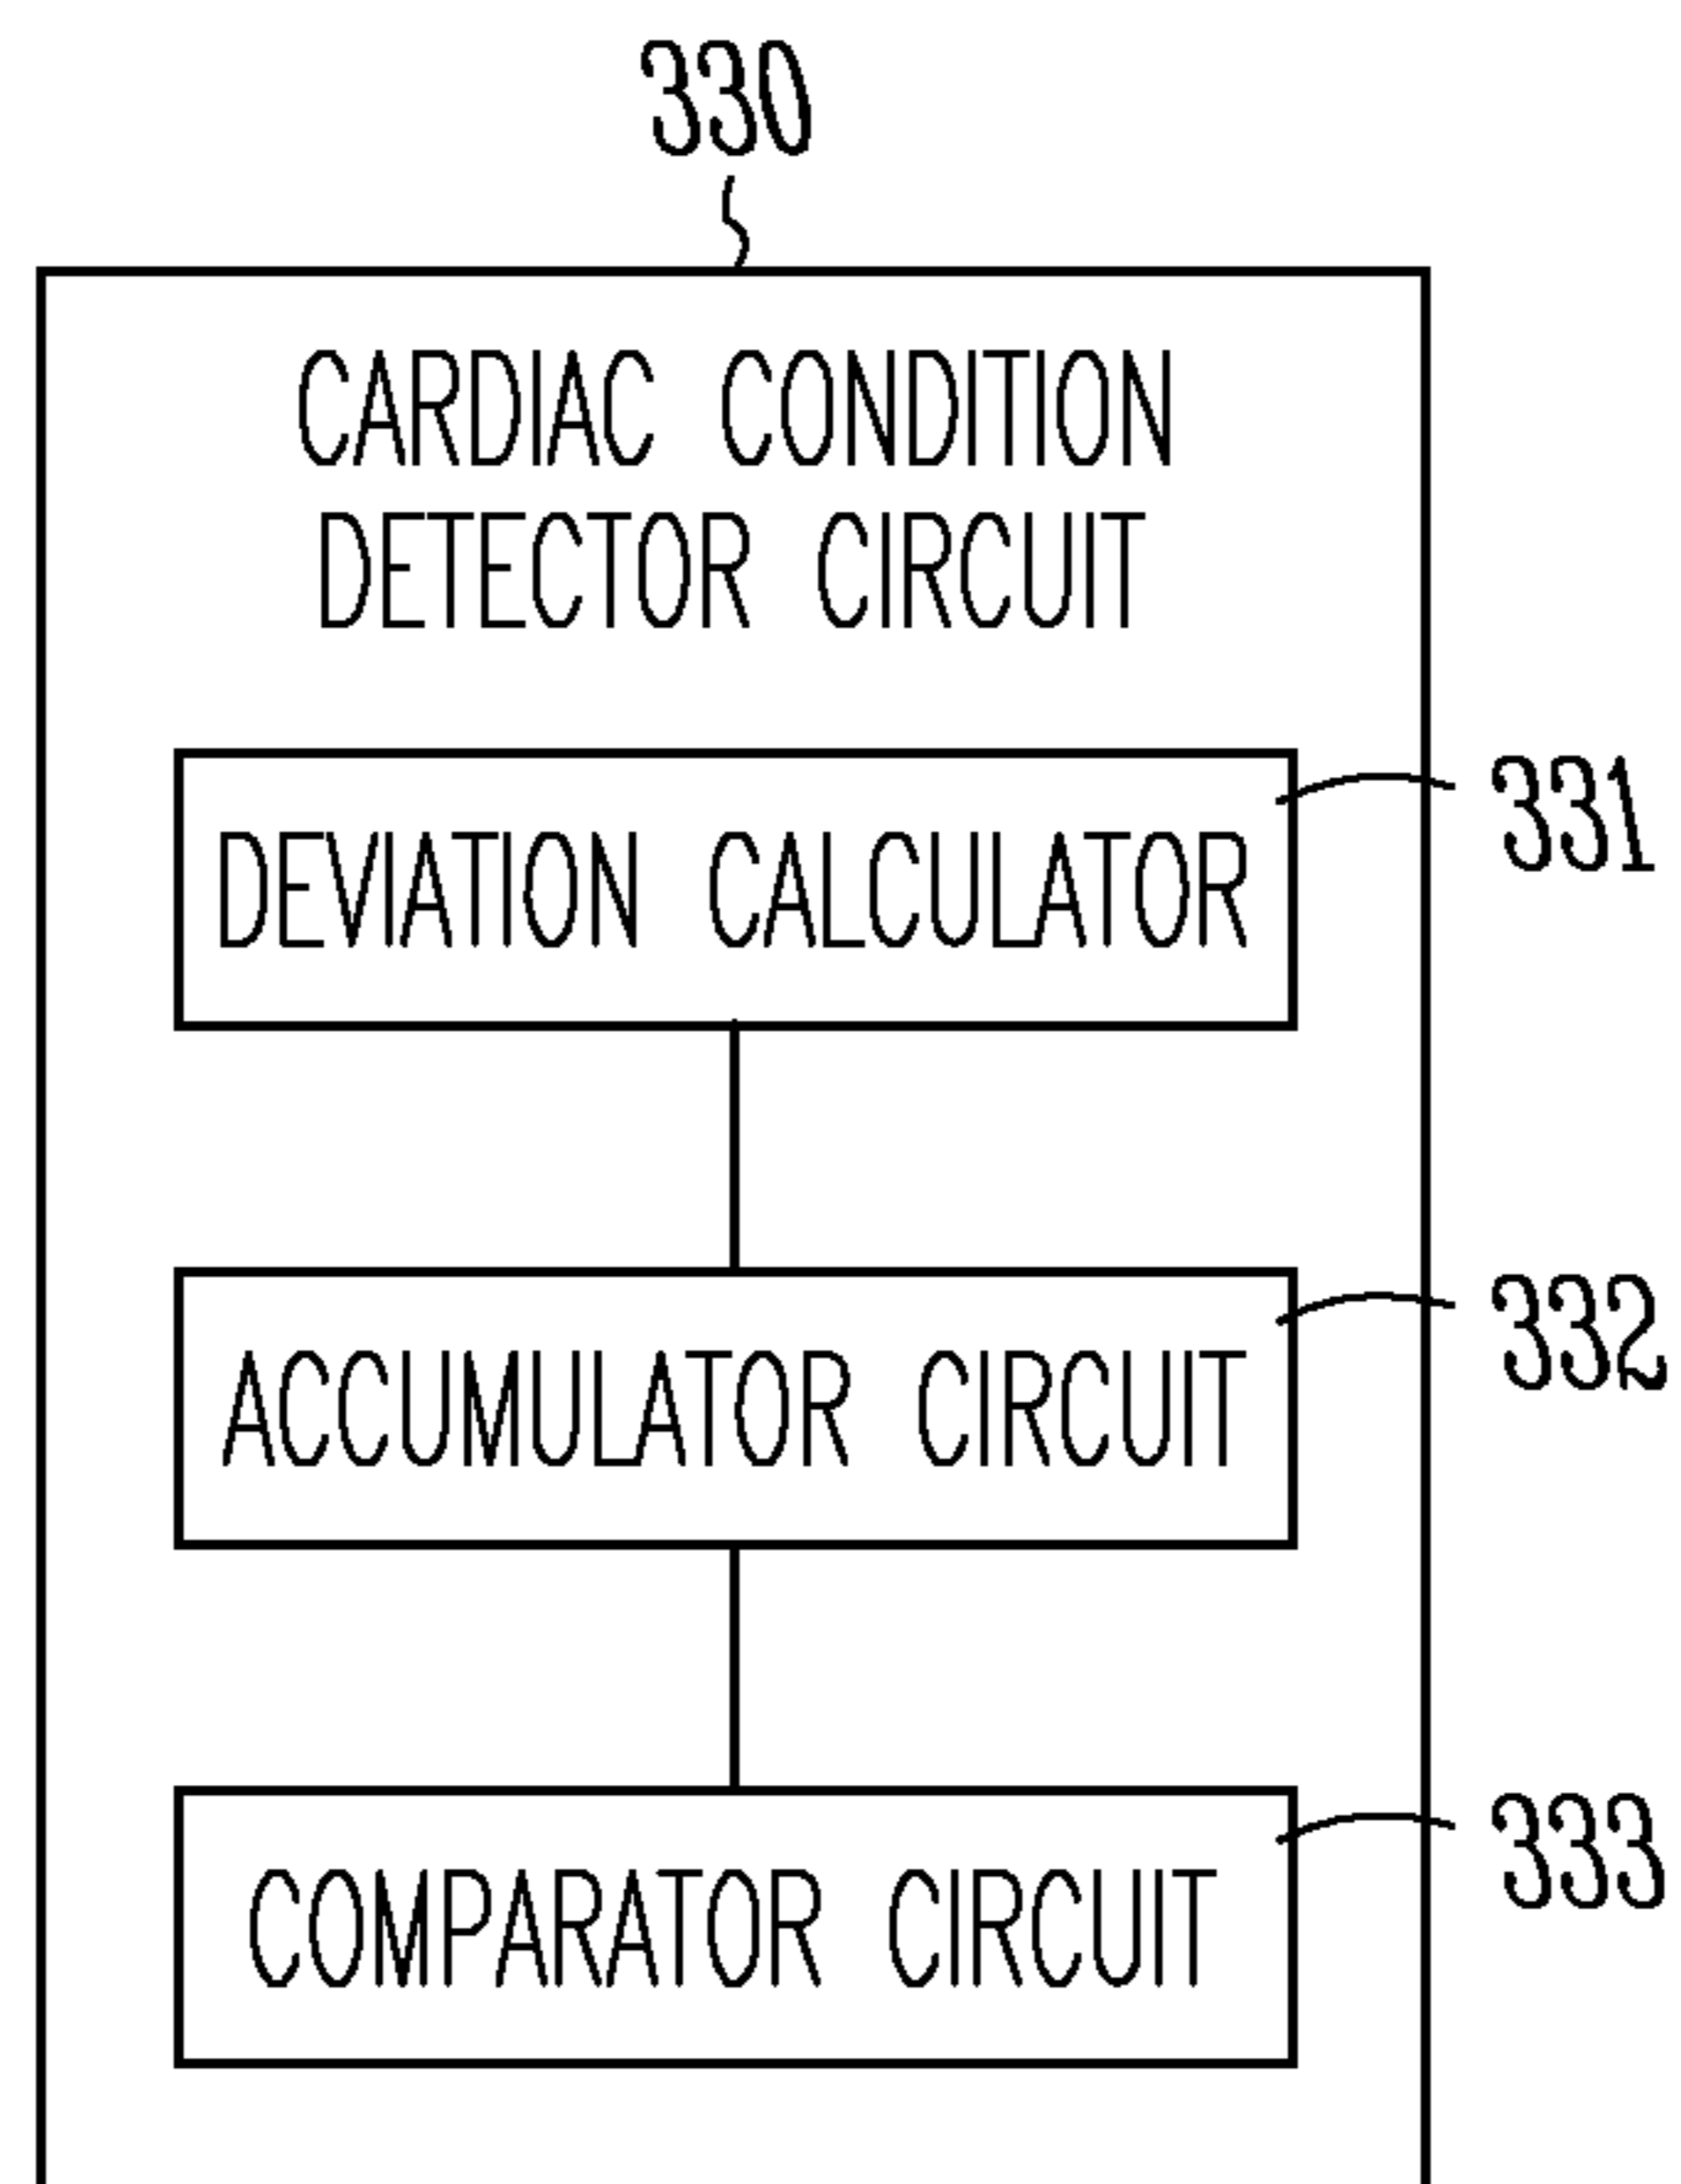 330
CARDIAC CONDITION
DETECTOR CIRCUIT
331
DEVIATION CALCULATOR
332
ACCUMULATOR CIRCUIT
333
COMPARATOR CIRCUIT